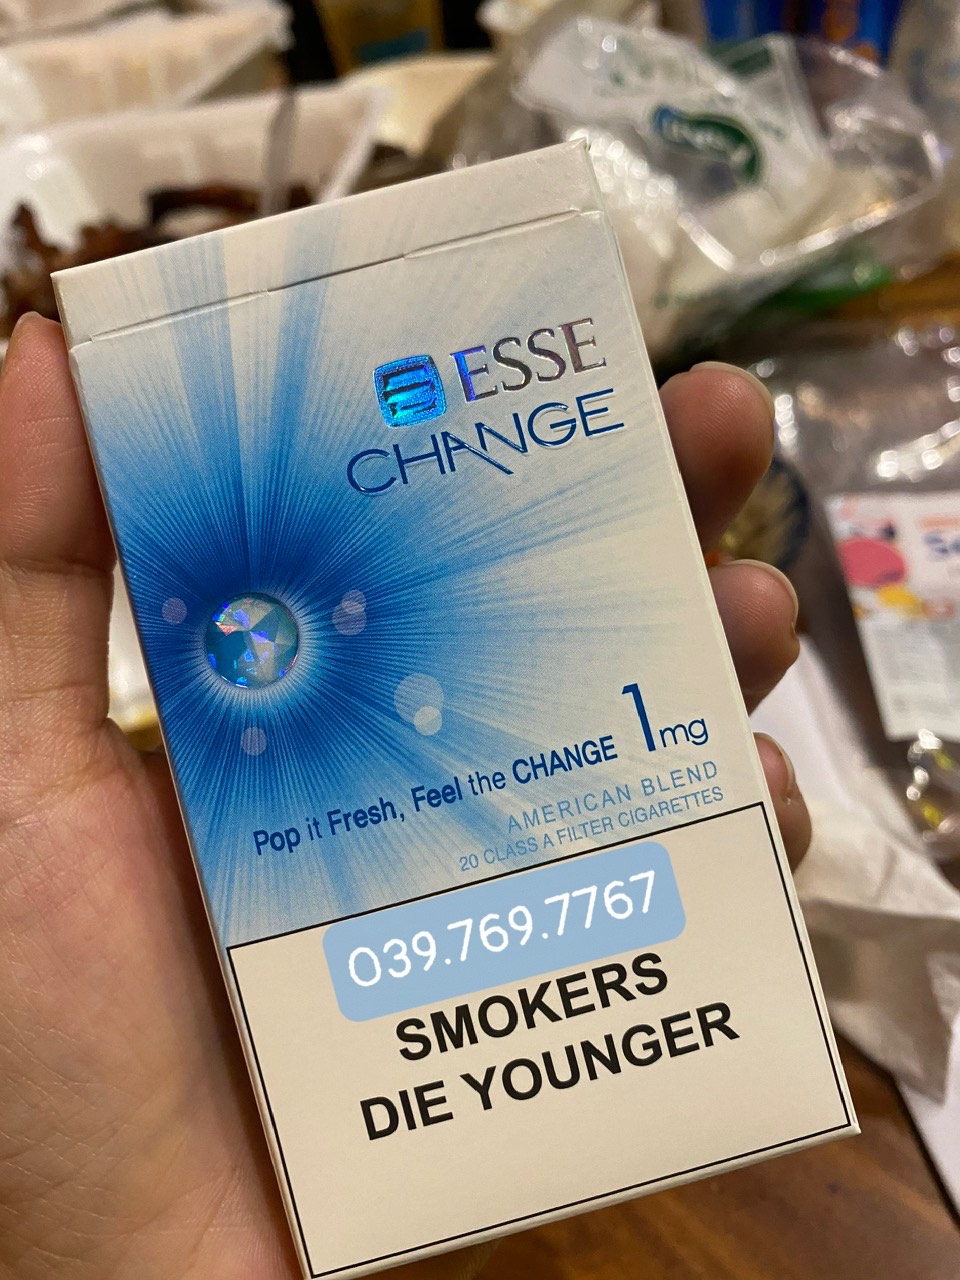 ESSE
CHANGE
Pop it Fresh, Feel the CHANGE 1mg
AMERICAN BLEND
20 CLASS A FILTER CIGARETTES
039.769.7767
SMOKERS
DIE YOUNGER